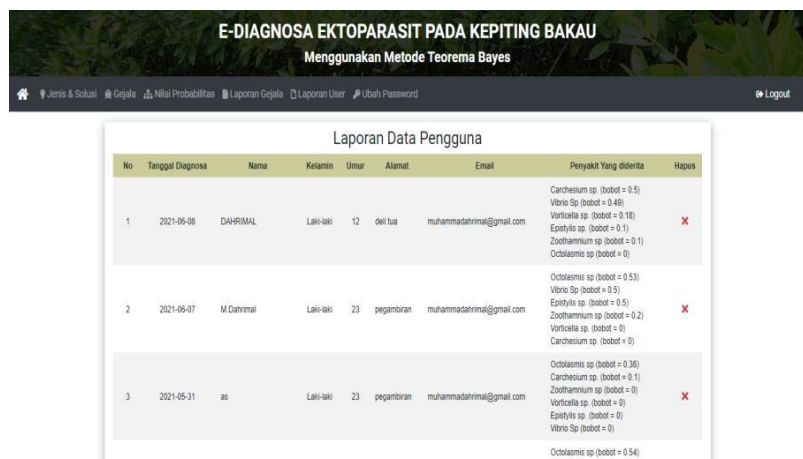 E-DIAGNOSA EKTOPARASIT PADA KEPITING BAKAU
Menggunakan Metode Teorema Bayes
Jenis & Solusi Gejala Nilai Probabilitas Laporan Gejala Laporan User Ubah Password Logout
Laporan Data Pengguna
No Tanggal Diagnosa Nama Kelamin Umur Alamat Email Penyakit Yang diderita Hapus
1 2021-06-08 DAHRIMAL Laki-laki 12 deli tua muhammadahrimal@gmail.com
Carchesium sp. (bobot = 0.5)
Vibrio Sp (bobot = 0.49)
Vorticella sp. (bobot = 0.18)
Epistylis sp. (bobot = 0.1)
Zoothamnium sp (bobot = 0.1)
Octolasmis sp (bobot = 0)
2 2021-06-07 M.Dahrimal Laki-laki 23 pegambiran muhammadahrimal@gmail.com
Octolasmis sp (bobot = 0.53)
Vibrio Sp (bobot = 0.5)
Epistylis sp. (bobot = 0.5)
Zoothamnium sp (bobot = 0.2)
Vorticella sp. (bobot = 0)
Carchesium sp. (bobot = 0)
3 2021-05-31 as Laki-laki 23 pegambiran muhammadahrimal@gmail.com
Octolasmis sp (bobot = 0.36)
Carchesium sp. (bobot = 0.1)
Zoothamnium sp (bobot = 0)
Vorticella sp. (bobot = 0)
Epistylis sp. (bobot = 0)
Vibrio Sp (bobot = 0)
Octolasmis sp (bobot = 0.54)